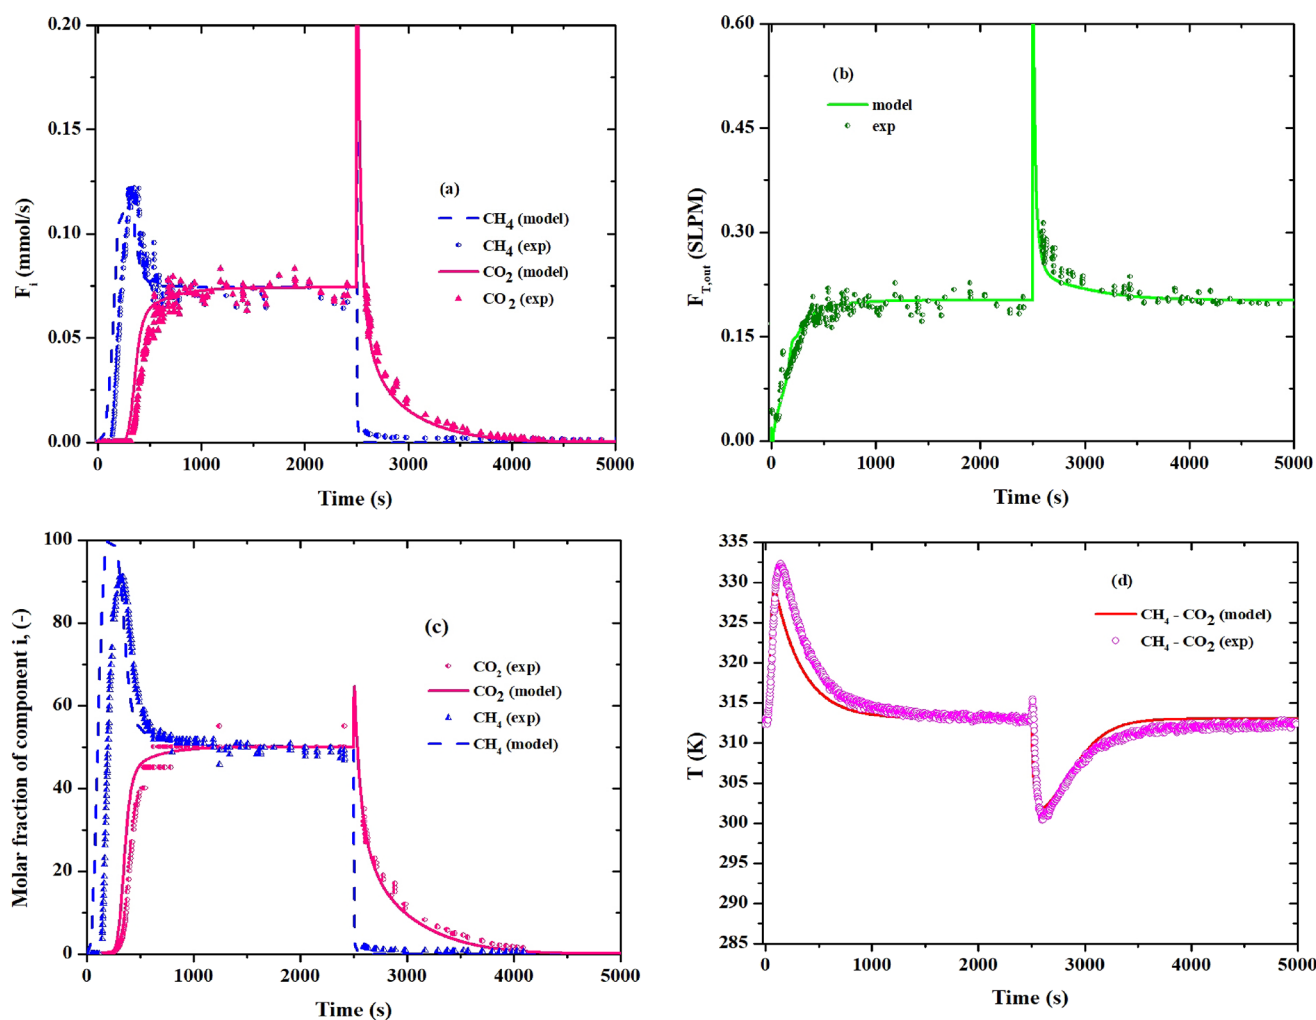 0.20
0.15
0.10
0.05
0.00
F_i (mmol/s)
(a)
CH4 (model)
CH4 (exp)
CO2 (model)
CO2 (exp)
0 1000 2000 3000 4000 5000
Time (s)
0.60
0.45
0.30
0.15
0.00
F_T,out (SLPM)
(b)
model
exp
0 1000 2000 3000 4000 5000
Time (s)
100
80
60
40
20
0
Molar fraction of component i, (-)
(c)
CO2 (exp)
CO2 (model)
CH4 (exp)
CH4 (model)
0 1000 2000 3000 4000 5000
Time (s)
335
330
325
320
315
310
305
300
295
290
285
T (K)
(d)
CH4 - CO2 (model)
CH4 - CO2 (exp)
0 1000 2000 3000 4000 5000
Time (s)